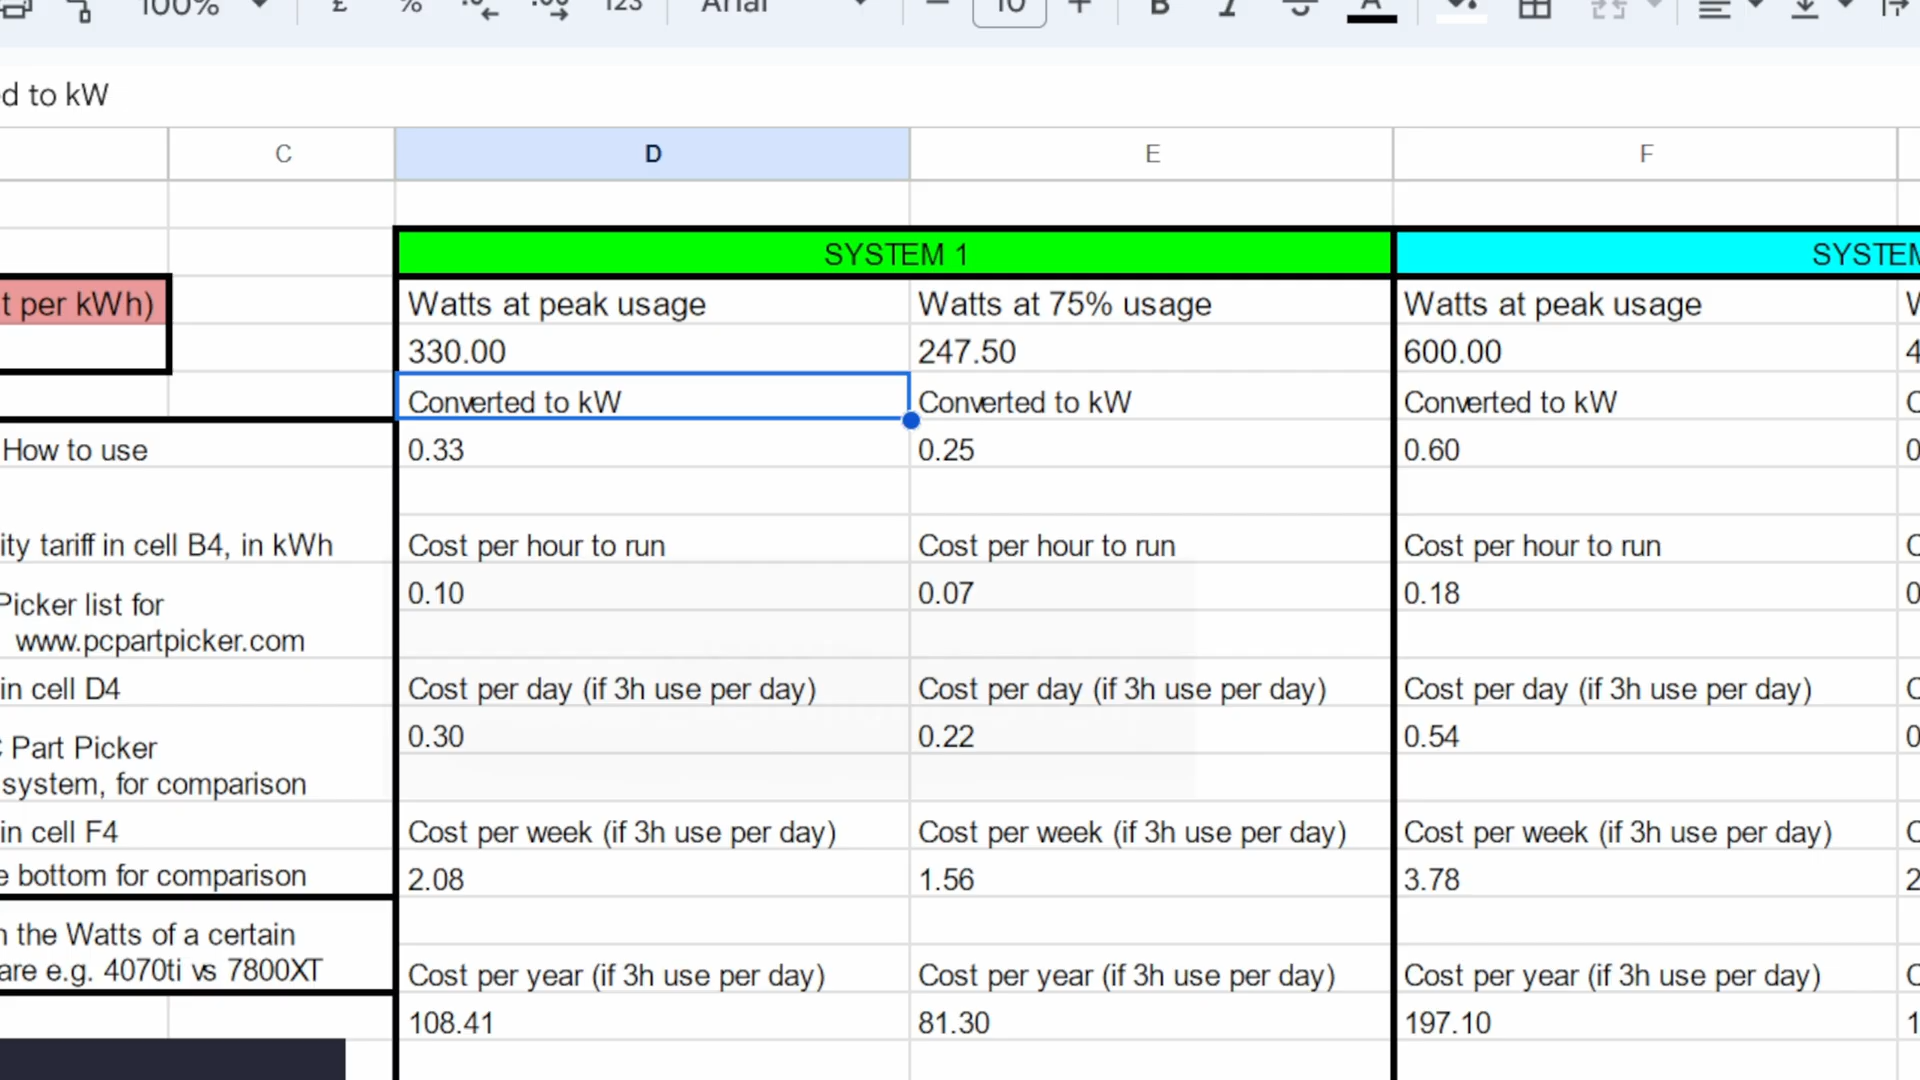 100% £ % 123 Arial 10 B I A
d to kW
C D E F
SYSTEM 1 SYSTEM
t per kWh) Watts at peak usage Watts at 75% usage Watts at peak usage
330.00 247.50 600.00 4
Converted to kW Converted to kW Converted to kW C
How to use 0.33 0.25 0.60 0
ity tariff in cell B4, in kWh Cost per hour to run Cost per hour to run Cost per hour to run C
Picker list for 0.10 0.07 0.18 0
www.pcpartpicker.com
in cell D4 Cost per day (if 3h use per day) Cost per day (if 3h use per day) Cost per day (if 3h use per day) C
Part Picker 0.30 0.22 0.54 0
system, for comparison
in cell F4 Cost per week (if 3h use per day) Cost per week (if 3h use per day) Cost per week (if 3h use per day) C
e bottom for comparison 2.08 1.56 3.78 2
n the Watts of a certain
are e.g. 4070ti vs 7800XT Cost per year (if 3h use per day) Cost per year (if 3h use per day) Cost per year (if 3h use per day) C
108.41 81.30 197.10 1